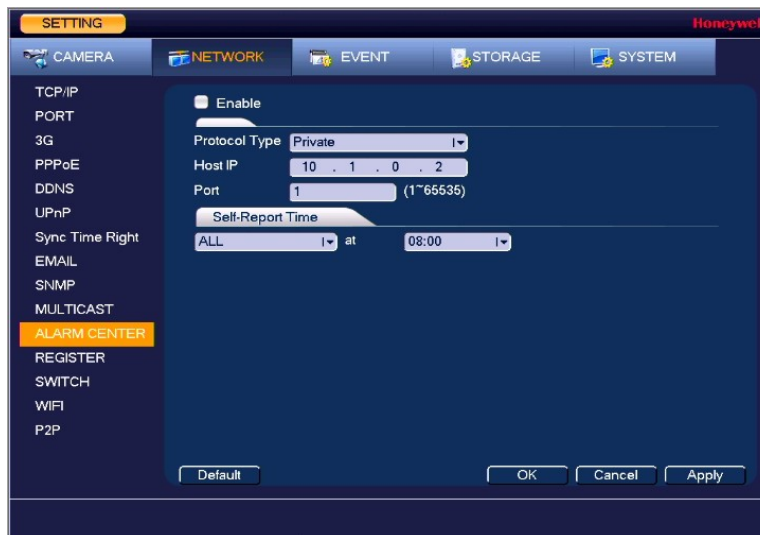 SETTING
Honeywel
CAMERA NETWORK EVENT STORAGE SYSTEM
TCP/IP
PORT
3G
PPPoE
DDNS
UPnP
Sync Time Right
EMAIL
SNMP
MULTICAST
ALARM CENTER
REGISTER
SWITCH
WIFI
P2P
Enable
Protocol Type Private
Host IP 10 . 1 . 0 . 2
Port 1 (1~65535)
Self-Report Time
ALL at 08:00
Default OK Cancel Apply